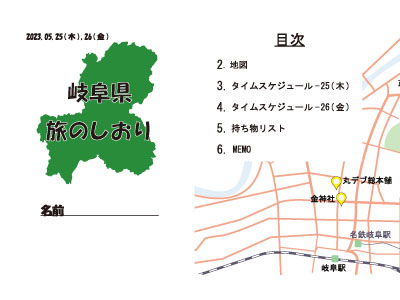 2023.05.25(木),26(金)
岐阜県
旅のしおり
名前
目次
2. 地図
3. タイムスケジュール-25(木)
4. タイムスケジュール-26(金)
5. 持ち物リスト
6. MEMO
丸デブ総本舗
金神社
名鉄岐阜駅
岐阜駅